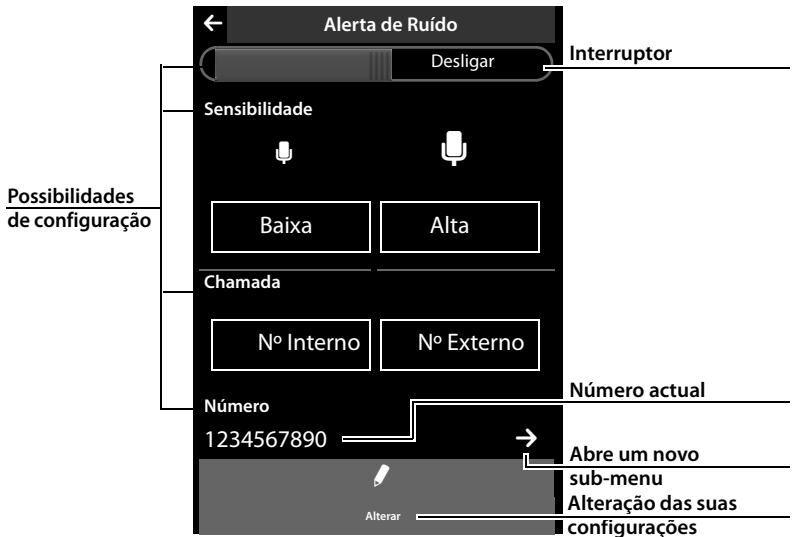 Alerta de Ruído
Desligar
Interruptor
Sensibilidade
Possibilidades
de configuração
Baixa
Alta
Chamada
Nº Interno
Nº Externo
Número actual
Número
1234567890
Abre um novo
sub-menu
Alterar
Alteração das suas
configurações